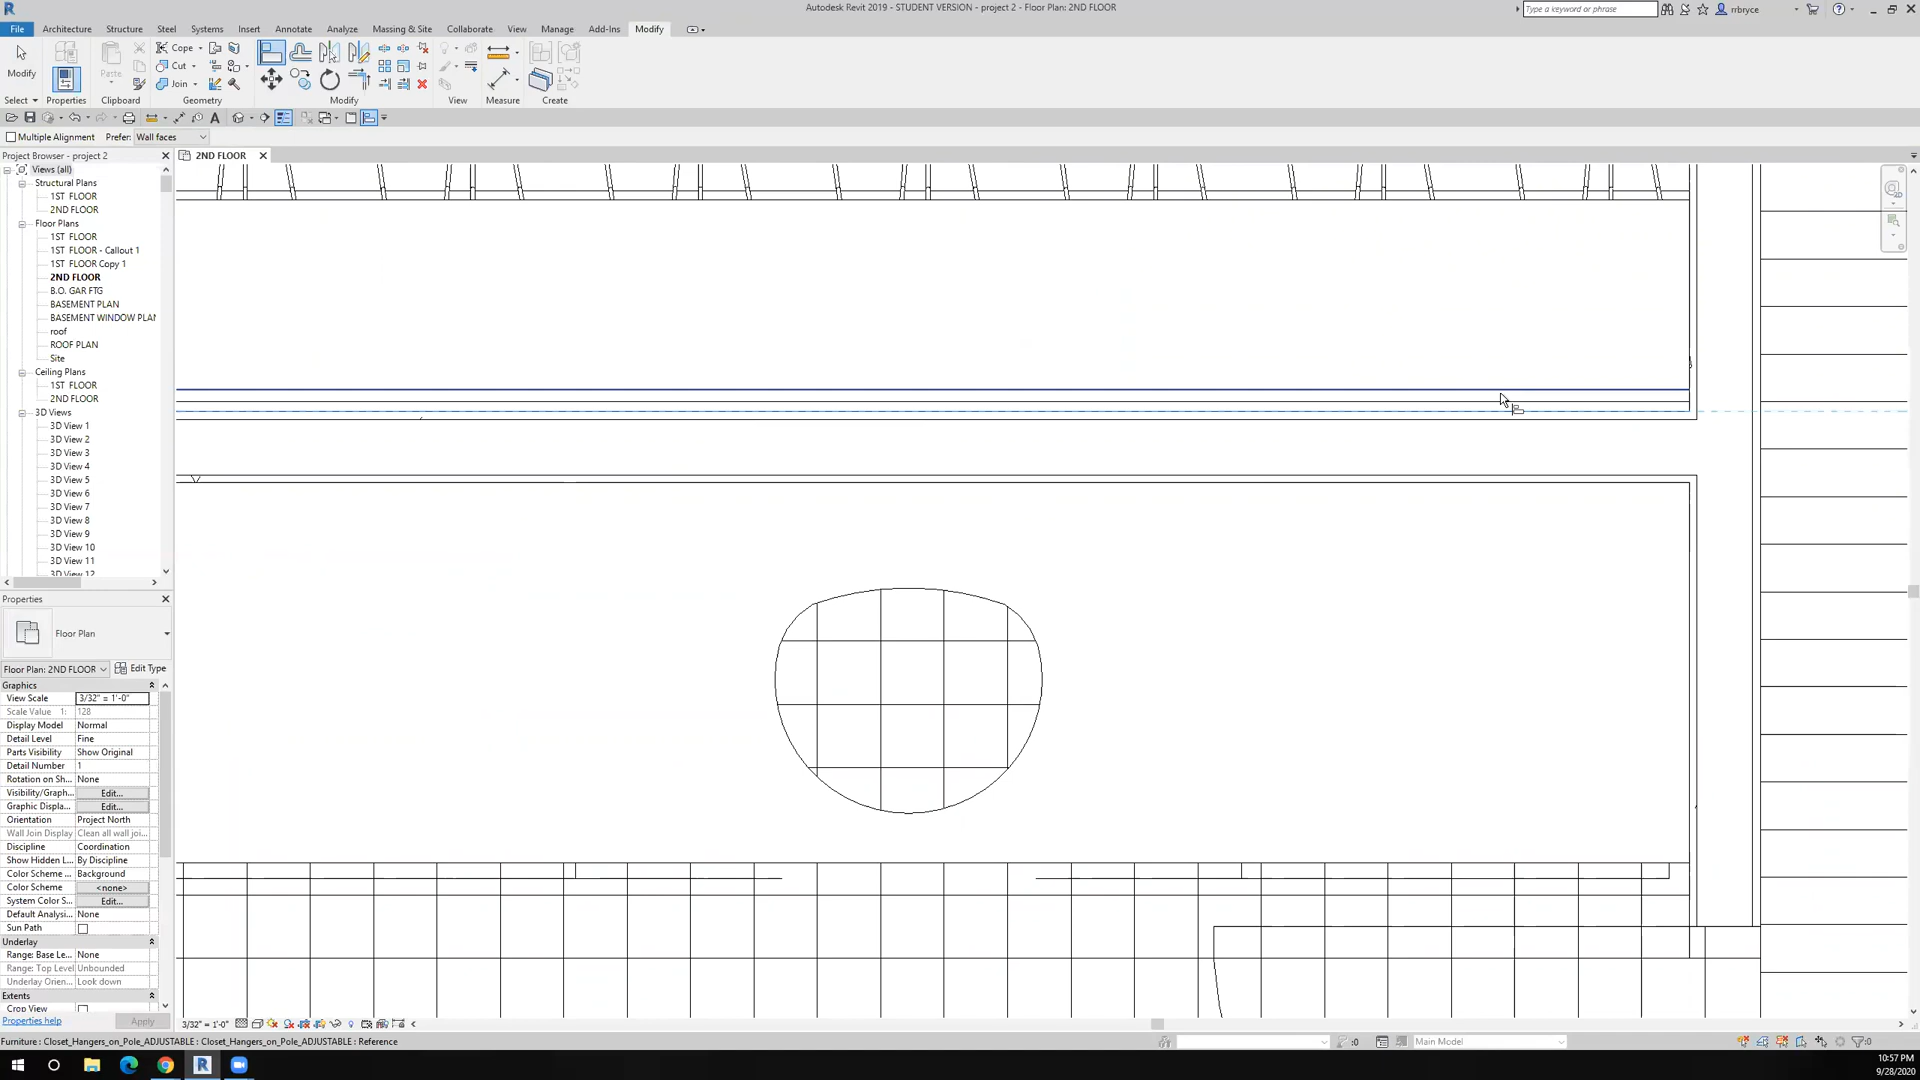 Autodesk Revit 2019 - STUDENT VERSION - project 2 - Floor Plan: 2ND FLOOR
Type a keyword or phrase
rrbryce
File Architecture Structure Steel Systems Insert Annotate Analyze Massing & Site Collaborate View Manage Add-Ins Modify
Modify
Paste
Cope
Cut
Join
Select Properties Clipboard Geometry Modify View Measure Create
Multiple Alignment Prefer: Wall faces
Project Browser - project 2
2ND FLOOR
Views (all)
Structural Plans
1ST FLOOR
2ND FLOOR
Floor Plans
1ST FLOOR
1ST FLOOR - Callout 1
1ST FLOOR Copy 1
2ND FLOOR
B.O. GAR FTG
BASEMENT PLAN
BASEMENT WINDOW PLAN
roof
ROOF PLAN
Site
Ceiling Plans
1ST FLOOR
2ND FLOOR
3D Views
3D View 1
3D View 2
3D View 3
3D View 4
3D View 5
3D View 6
3D View 7
3D View 8
3D View 9
3D View 10
3D View 11
3D View 12
Properties
Floor Plan
Floor Plan: 2ND FLOOR Edit Type
Graphics
View Scale 3/32" = 1'-0"
Scale Value 1: 128
Display Model Normal
Detail Level Fine
Parts Visibility Show Original
Detail Number 1
Rotation on Sh... None
Visibility/Graph... Edit...
Graphic Displa... Edit...
Orientation Project North
Wall Join Display Clean all wall joi...
Discipline Coordination
Show Hidden L... By Discipline
Color Scheme ... Background
Color Scheme <none>
System Color S... Edit...
Default Analysi... None
Sun Path
Underlay
Range: Base Le... None
Range: Top Level Unbounded
Underlay Orien... Look down
Extents
Crop View
Properties help Apply
3/32" = 1'-0"
Furniture : Closet_Hangers_on_Pole_ADJUSTABLE : Closet_Hangers_on_Pole_ADJUSTABLE : Reference
:0
Main Model
:0
10:57 PM
9/28/2020